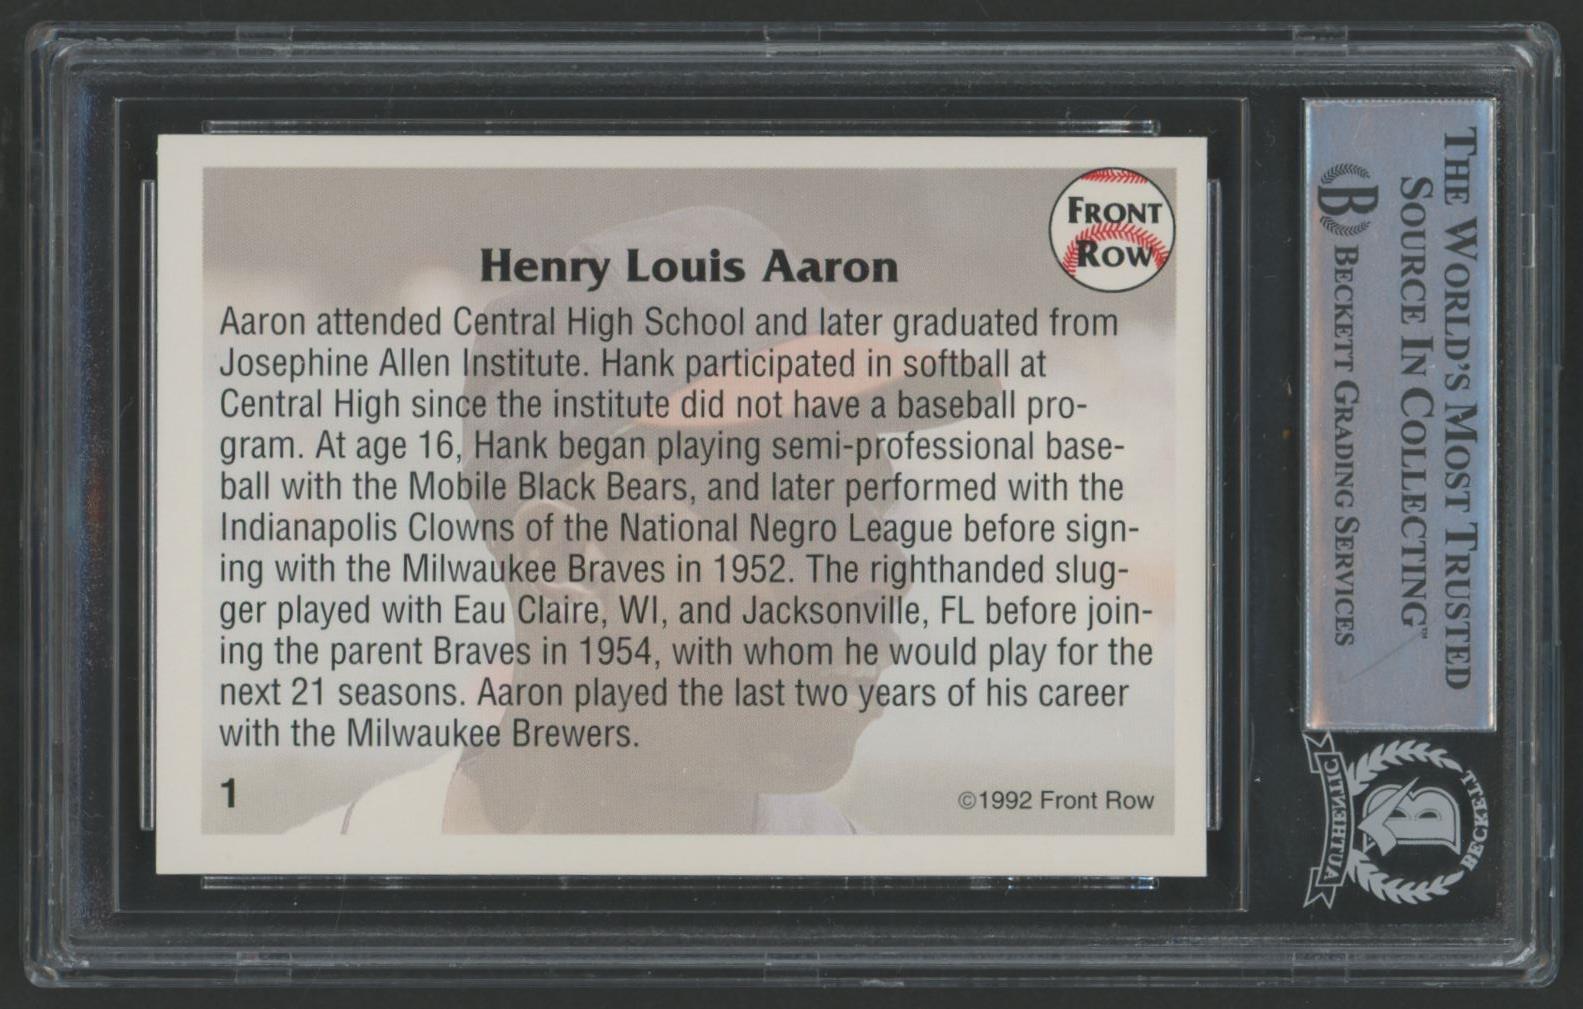 FRONT
ROW
Henry Louis Aaron
Aaron attended Central High School and later graduated from
Josephine Allen Institute. Hank participated in softball at
Central High since the institute did not have a baseball pro-
gram. At age 16, Hank began playing semi-professional base-
ball with the Mobile Black Bears, and later performed with the
Indianapolis Clowns of the National Negro League before sign-
ing with the Milwaukee Braves in 1952. The righthanded slug-
ger played with Eau Claire, WI, and Jacksonville, FL before join-
ing the parent Braves in 1954, with whom he would play for the
next 21 seasons. Aaron played the last two years of his career
with the Milwaukee Brewers.
1
©1992 Front Row
THE WORLD'S MOST TRUSTED
SOURCE IN COLLECTING™
B BECKETT GRADING SERVICES
BECKETT
B
AUTHENTIC